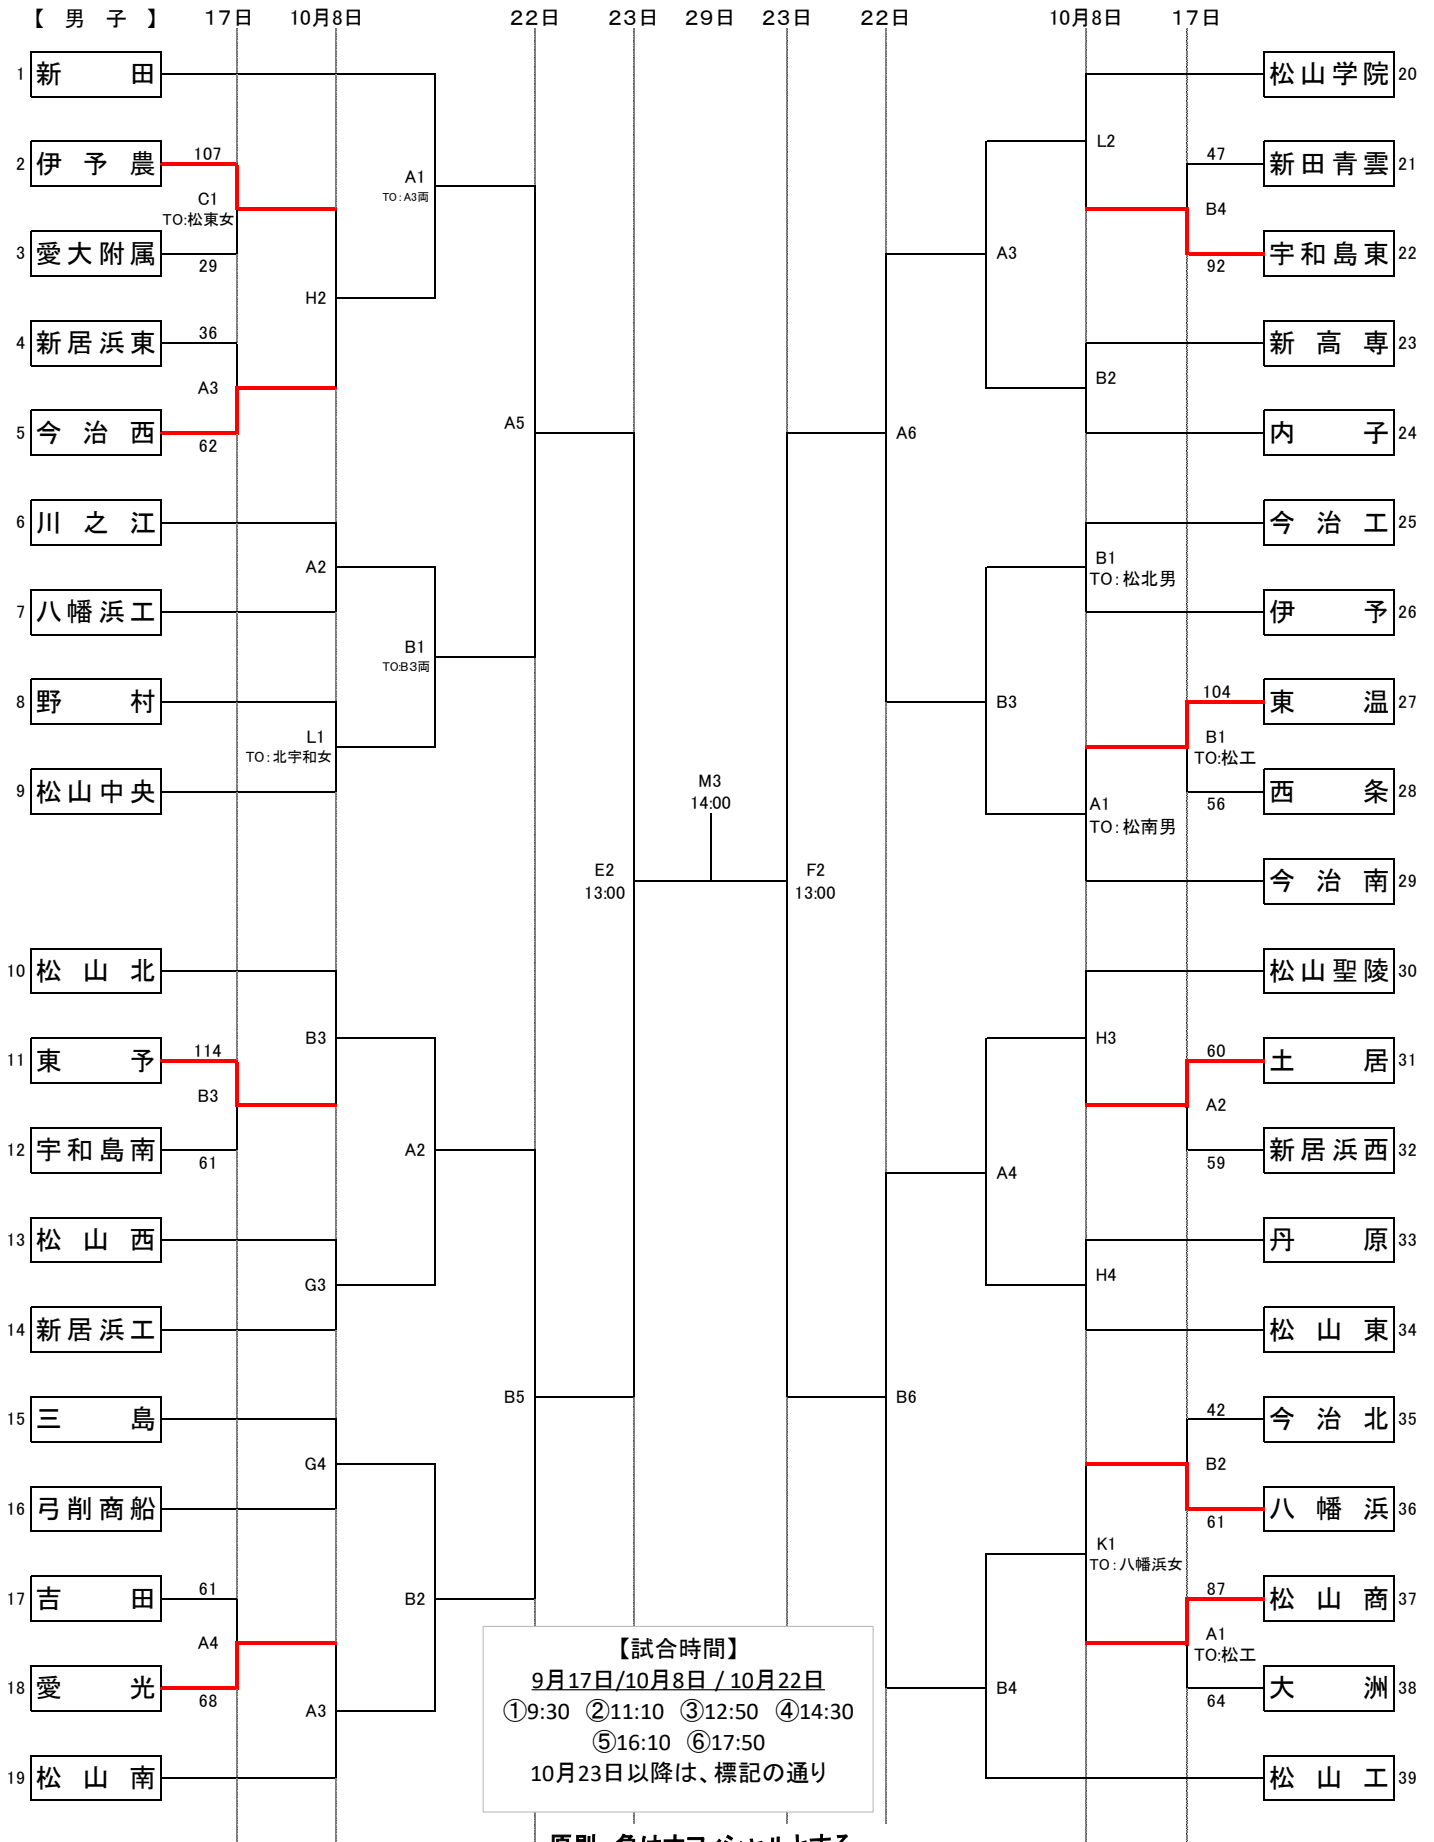 【 男 子 】 17日 10月8日 22日 23日 29日 23日 22日 10月8日 17日
1 新田
2 伊予農 107
C1
TO:松東女
3 愛大附属 29
H2
A1
TO:A3両
4 新居浜東 36
A3
5 今治西 62
A5
6 川之江
A2
7 八幡浜工
B1
TO:B3両
8 野村
L1
TO:北宇和女
9 松山中央
E2
13:00
10 松山北
B3
11 東予 114
B3
12 宇和島南 61
A2
13 松山西
G3
14 新居浜工
B5
15 三島
G4
16 弓削商船
B2
17 吉田 61
A4
18 愛光 68
A3
19 松山南
M3
14:00
松山学院 20
L2
47 新田青雲 21
B4
92 宇和島東 22
A3
新高専 23
B2
内子 24
A6
今治工 25
B1
TO:松北男
伊予 26
B3
104 東温 27
B1
TO:松工
56 西条 28
A1
TO:松南男
今治南 29
F2
13:00
松山聖陵 30
H3
60 土居 31
A2
59 新居浜西 32
A4
丹原 33
H4
松山東 34
B6
42 今治北 35
B2
61 八幡浜 36
K1
TO:八幡浜女
87 松山商 37
A1
TO:松工
64 大洲 38
B4
松山工 39
【試合時間】
9月17日/10月8日 / 10月22日
①9:30 ②11:10 ③12:50 ④14:30
⑤16:10 ⑥17:50
10月23日以降は、標記の通り